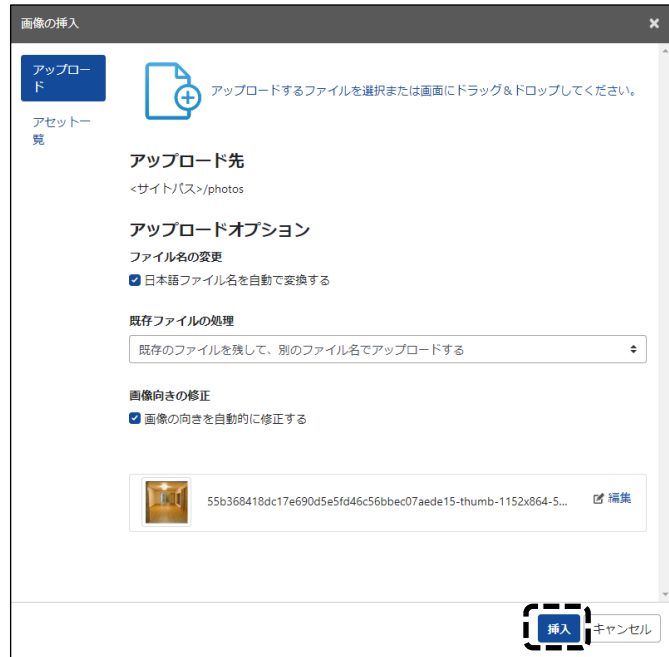 画像の挿入
アップロー
ド
アセット一
覧
アップロードするファイルを選択または画面にドラッグ＆ドロップしてください。
アップロード先
<サイトパス>/photos
アップロードオプション
ファイル名の変更
日本語ファイル名を自動で変換する
既存ファイルの処理
既存のファイルを残して、別のファイル名でアップロードする
画像向きの修正
画像の向きを自動的に修正する
55b368418dc17e690d5e5fd46c56bbec07aede15-thumb-1152x864-5...
編集
挿入
キャンセル